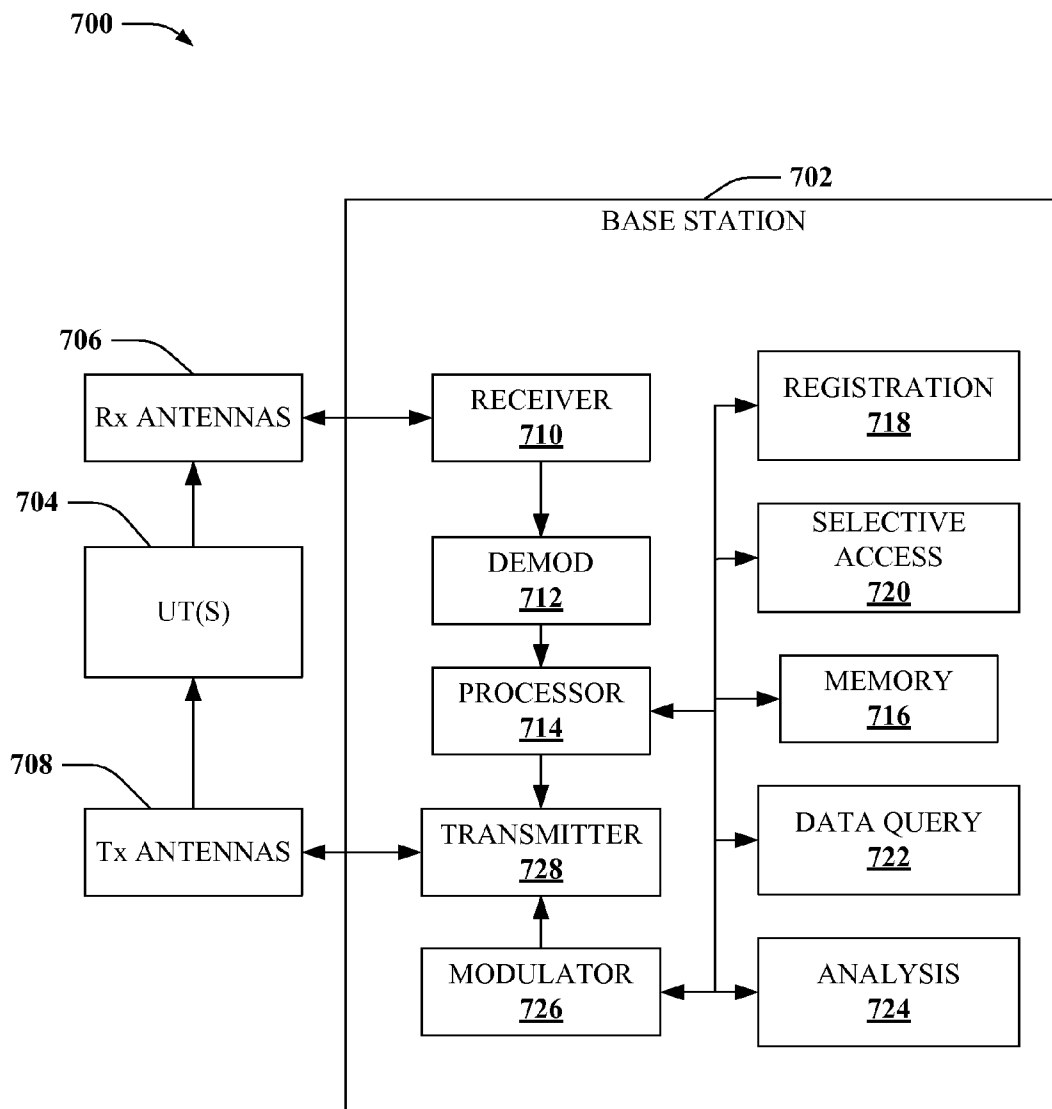 700
702
BASE STATION
706
Rx ANTENNAS
RECEIVER
710
REGISTRATION
718
704
UT(S)
DEMOD
712
SELECTIVE
ACCESS
720
PROCESSOR
714
MEMORY
716
708
Tx ANTENNAS
TRANSMITTER
728
DATA QUERY
722
MODULATOR
726
ANALYSIS
724